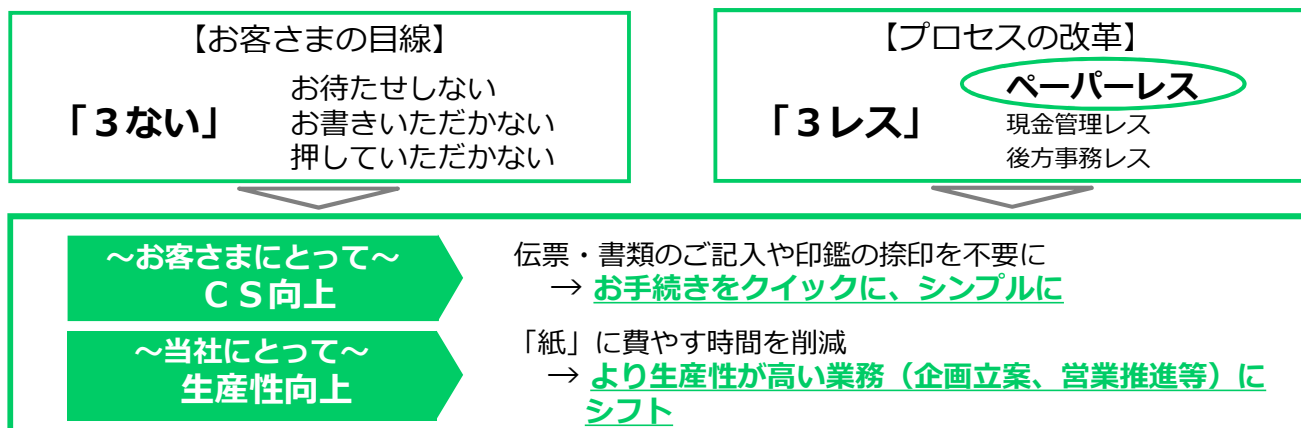 【お客さまの目線】
「３ない」
お待たせしない
お書きいただかない
押していただかない
【プロセスの改革】
「３レス」
ペーパーレス
現金管理レス
後方事務レス
～お客さまにとって～
ＣＳ向上
伝票・書類のご記入や印鑑の捺印を不要に
→ お手続きをクイックに、シンプルに
～当社にとって～
生産性向上
「紙」に費やす時間を削減
→ より生産性が高い業務（企画立案、営業推進等）に
シフト